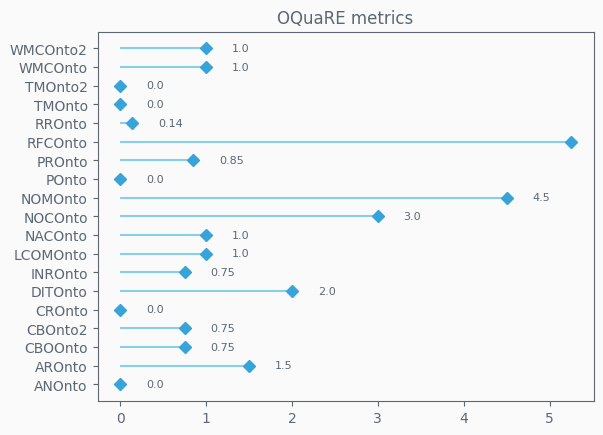 OQuaRE metrics
WMCOnto2 1.0
WMCOnto 1.0
TMOnto2 0.0
TMOnto 0.0
RROnto 0.14
RFCOnto
PROnto 0.85
POnto 0.0
NOMOnto 4.5
NOCOnto 3.0
NACOnto 1.0
LCOMOnto 1.0
INROnto 0.75
DITOnto 2.0
CROnto 0.0
CBOnto2 0.75
CBOOnto 0.75
AROnto 1.5
ANOnto 0.0
0 1 2 3 4 5